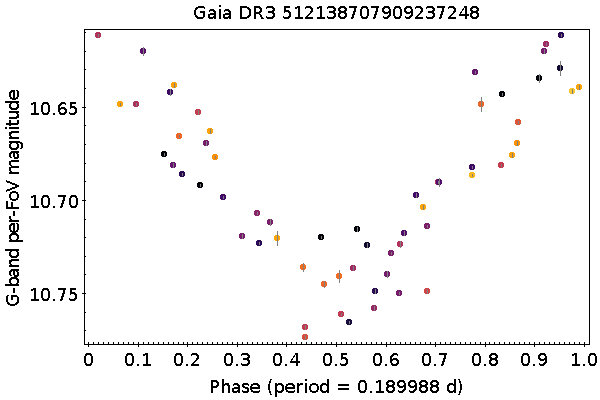 Gaia DR3 512138707909237248
G-band per-FoV magnitude
10.65
10.70
10.75
0 0.1 0.2 0.3 0.4 0.5 0.6 0.7 0.8 0.9 1.0
Phase (period = 0.189988 d)